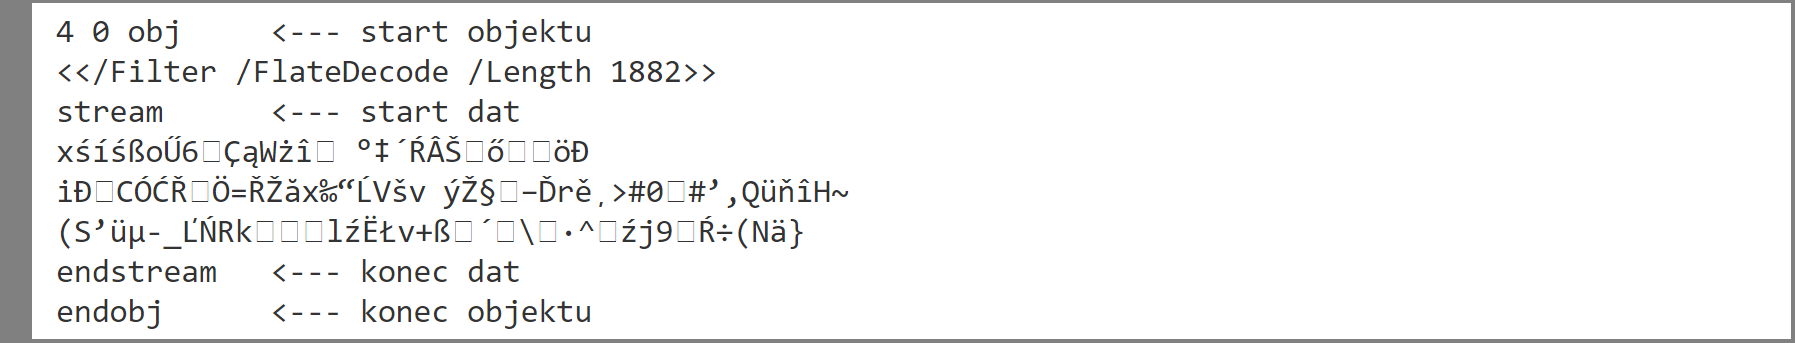 4 0 obj     <--- start objektu
<</Filter /FlateDecode /Length 1882>>
stream      <--- start dat
xśíśßoŰ6□ÇąWżî□ °‡´ŔÂŠ□ő□□öĐ
iĐ□CÓĆŘ□Ö=ŘŽăx‰“ĹVšv ýŽ§□–Ďrě¸>#0□#’,QüňîH~
(S’üµ-_ĽŃRk□□□lźËŁv+ß□´□\□·^□źj9□Ŕ÷(Nä}
endstream   <--- konec dat
endobj      <--- konec objektu